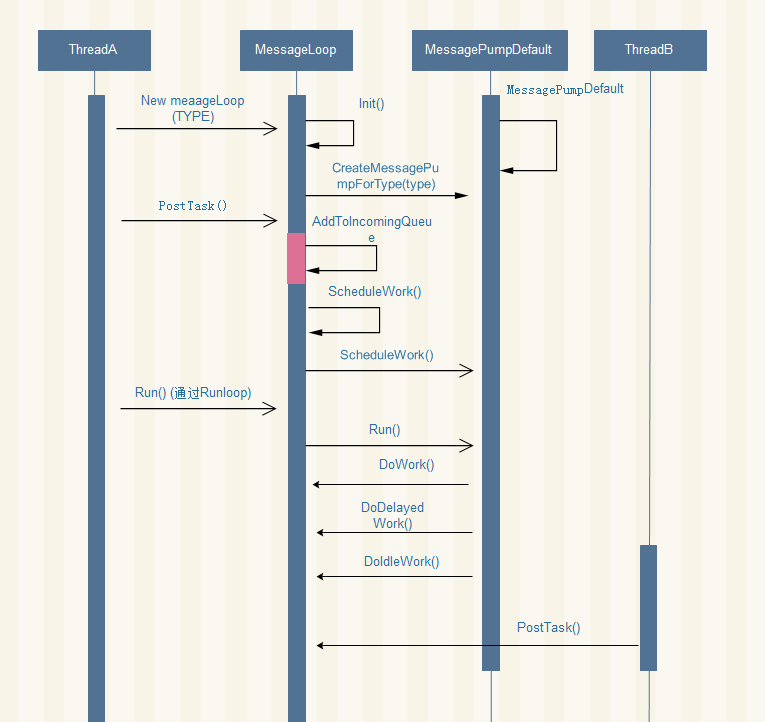 ThreadA
MessageLoop
MessagePumpDefault
ThreadB
New meaageLoop
(TYPE)
Init()
MessagePumpDefault
CreateMessagePu
mpForType(type)
PostTask()
AddToIncomingQueu
e
ScheduleWork()
ScheduleWork()
Run() (通过Runloop)
Run()
DoWork()
DoDelayed
Work()
DoIdleWork()
PostTask()